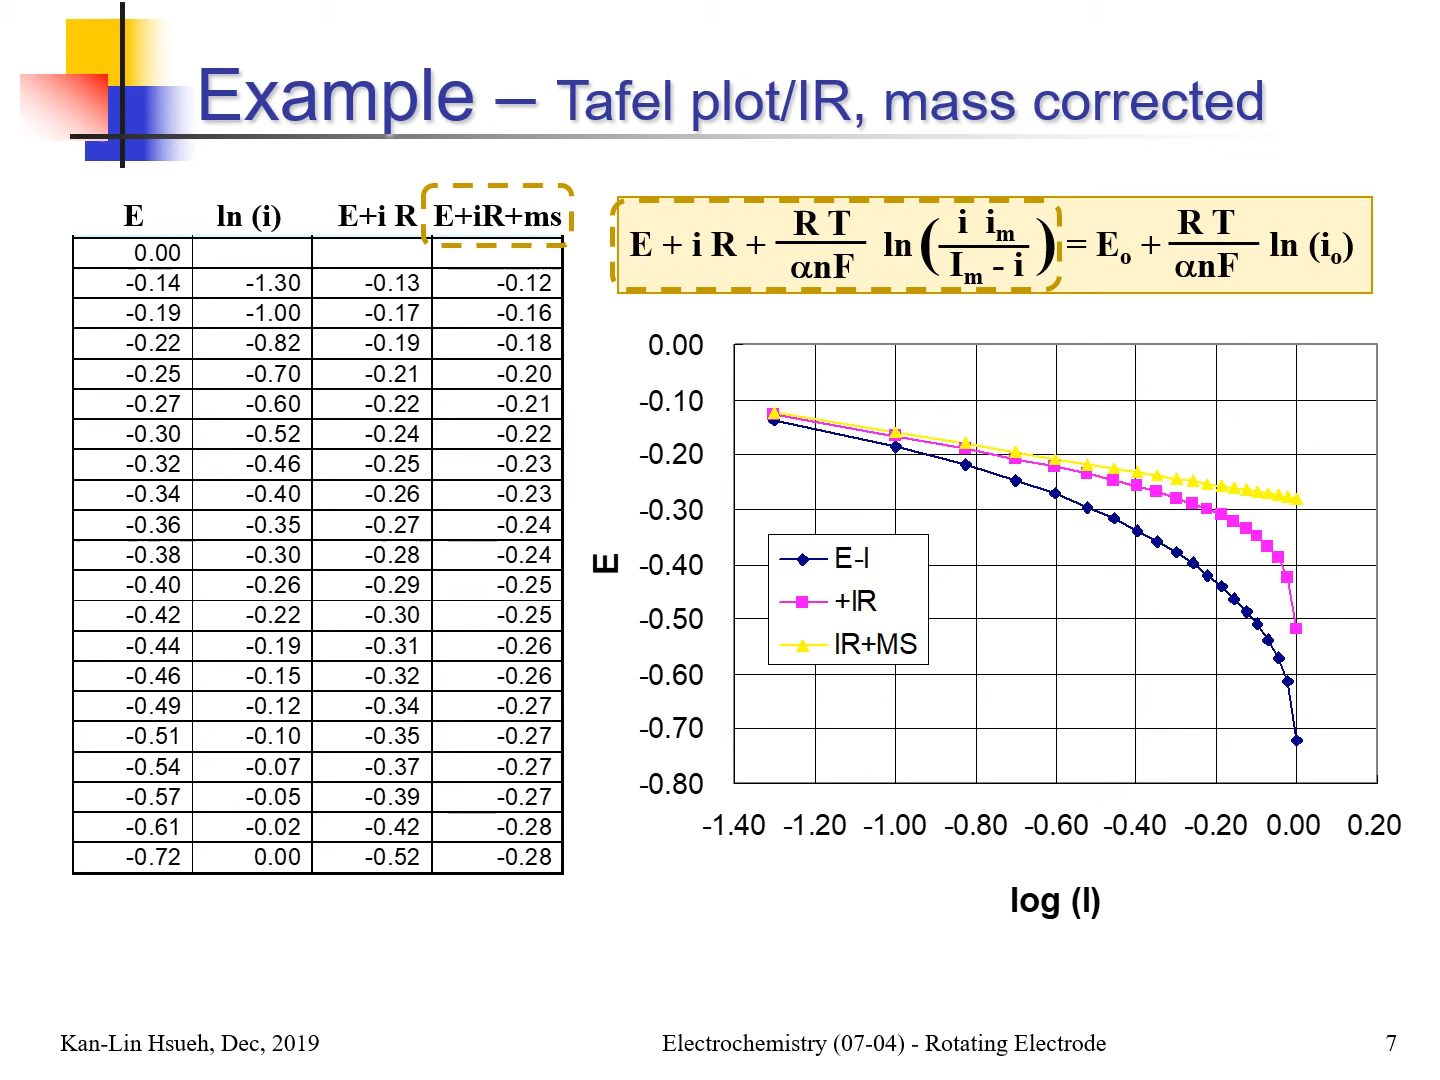 Example – Tafel plot/IR, mass corrected
E ln (i) E+i R E+iR+ms
0.00
-0.14 -1.30 -0.13 -0.12
-0.19 -1.00 -0.17 -0.16
-0.22 -0.82 -0.19 -0.18
-0.25 -0.70 -0.21 -0.20
-0.27 -0.60 -0.22 -0.21
-0.30 -0.52 -0.24 -0.22
-0.32 -0.46 -0.25 -0.23
-0.34 -0.40 -0.26 -0.23
-0.36 -0.35 -0.27 -0.24
-0.38 -0.30 -0.28 -0.24
-0.40 -0.26 -0.29 -0.25
-0.42 -0.22 -0.30 -0.25
-0.44 -0.19 -0.31 -0.26
-0.46 -0.15 -0.32 -0.26
-0.49 -0.12 -0.34 -0.27
-0.51 -0.10 -0.35 -0.27
-0.54 -0.07 -0.37 -0.27
-0.57 -0.05 -0.39 -0.27
-0.61 -0.02 -0.42 -0.28
-0.72 0.00 -0.52 -0.28
E + i R + R T / αnF ln ( i im / Im - i ) = Eo + R T / αnF ln (io)
0.00
-0.10
-0.20
-0.30
-0.40
-0.50
-0.60
-0.70
-0.80
E
E-I
+IR
IR+MS
-1.40 -1.20 -1.00 -0.80 -0.60 -0.40 -0.20 0.00 0.20
log (I)
Kan-Lin Hsueh, Dec, 2019 Electrochemistry (07-04) - Rotating Electrode 7